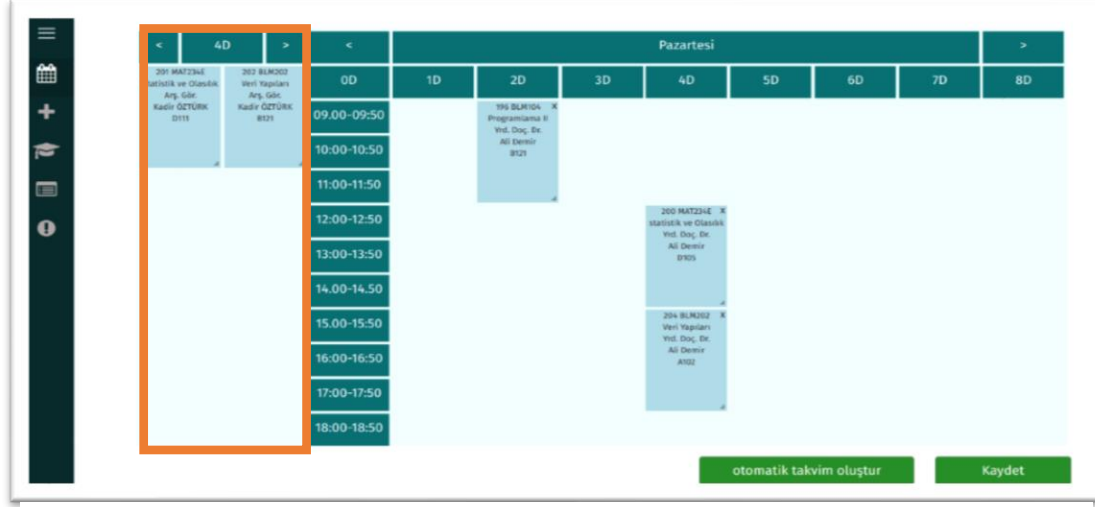 < 4D > < Pazartesi >
0D 1D 2D 3D 4D 5D 6D 7D 8D
201 MAT234E
tatistik ve Olasılık
Arş. Gör.
Kadir ÖZTÜRK
D111
202 BLM202
Veri Yapıları
Arş. Gör.
Kadir ÖZTÜRK
B121
09.00-09:50
10:00-10:50
11:00-11:50
12:00-12:50
13:00-13:50
14.00-14.50
15.00-15:50
16:00-16:50
17:00-17:50
18:00-18:50
196 BLM104 X
Programlama II
Yrd. Doç. Dr.
Ali Demir
B121
200 MAT234E X
statistik ve Olasılık
Yrd. Doç. Dr.
Ali Demir
D105
204 BLM202 X
Veri Yapıları
Yrd. Doç. Dr.
Ali Demir
A102
otomatik takvim oluştur
Kaydet